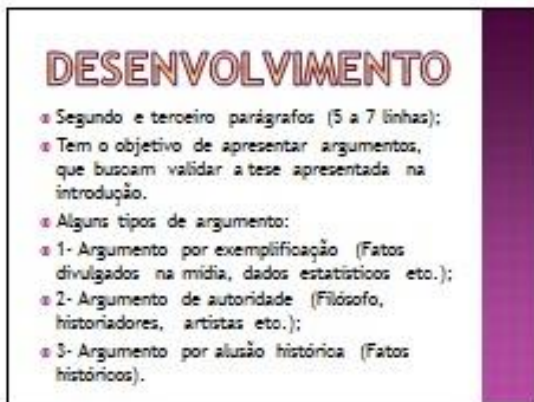 DESENVOLVIMENTO
Segundo e terceiro parágrafos (5 a 7 linhas);
Tem o objetivo de apresentar argumentos,
que buscam validar a tese apresentada na
introdução.
Alguns tipos de argumento:
1- Argumento por exemplificação (Fatos
divulgados na mídia, dados estatísticos etc.);
2- Argumento de autoridade (Filósofo,
historiadores, artistas etc.);
3- Argumento por alusão histórica (Fatos
históricos).